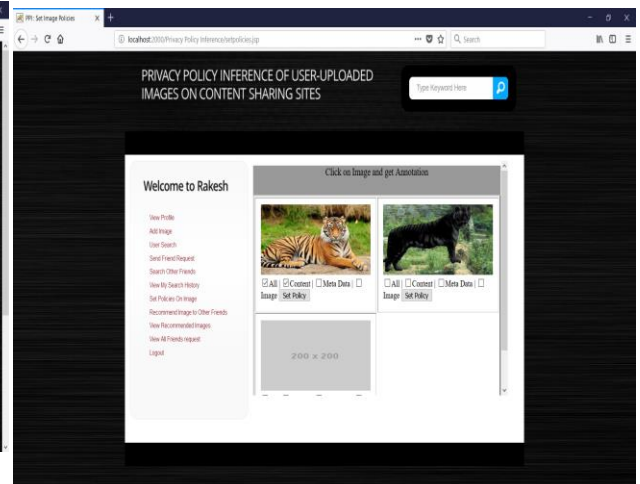 PPI: Set Image Policies
localhost:2000/Privacy Policy Inference/setpolicies.jsp
Search
PRIVACY POLICY INFERENCE OF USER-UPLOADED
IMAGES ON CONTENT SHARING SITES
Type Keyword Here
Click on Image and get Annotation
Welcome to Rakesh
View Profile
Add Image
User Search
Send Friend Request
Search Other Friends
View My Search History
Set Policies On Image
Recommend Image to Other Friends
View Recommended Images
View All Friends request
Logout
All | Content | Meta Data |
Image Set Policy
All | Content | Meta Data |
Image Set Policy
200 x 200